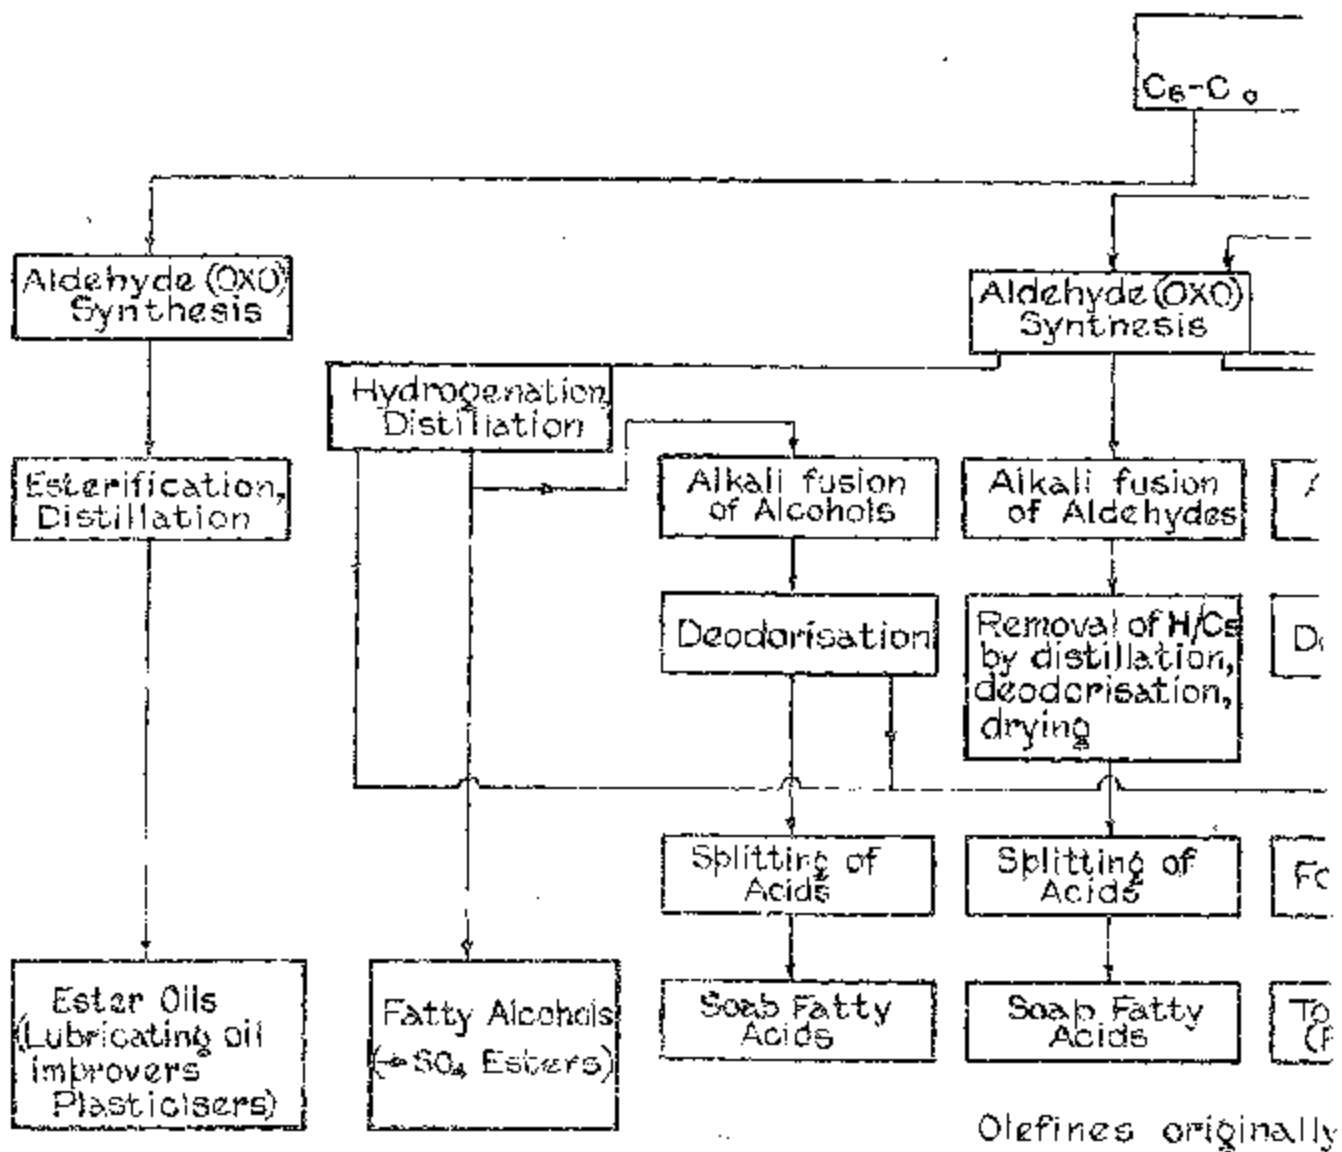 C6-C
Aldehyde (OXO)
Synthesis
Aldehyde (OXO)
Synthesis
Hydrogenation,
Distillation
Esterification,
Distillation
Alkali fusion
of Alcohols
Alkali fusion
of Aldehydes
Deodorisation
Removal of H/Cs
by distillation,
deodorisation,
drying
Splitting of
Acids
Splitting of
Acids
Ester Oils
(Lubricating oil
improvers
Plasticisers)
Fatty Alcohols
(→ SO4 Esters)
Soap Fatty
Acids
Soap Fatty
Acids
Olefines originally